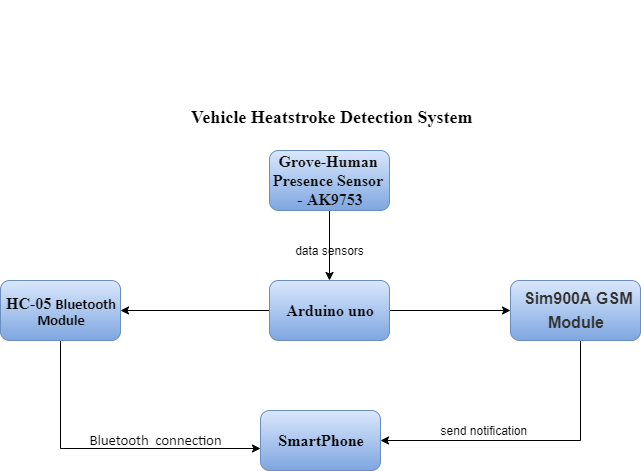 Vehicle Heatstroke Detection System
Grove-Human
Presence Sensor
- AK9753
data sensors
HC-05 Bluetooth
Module
Arduino uno
Sim900A GSM
Module
Bluetooth connection
SmartPhone
send notification